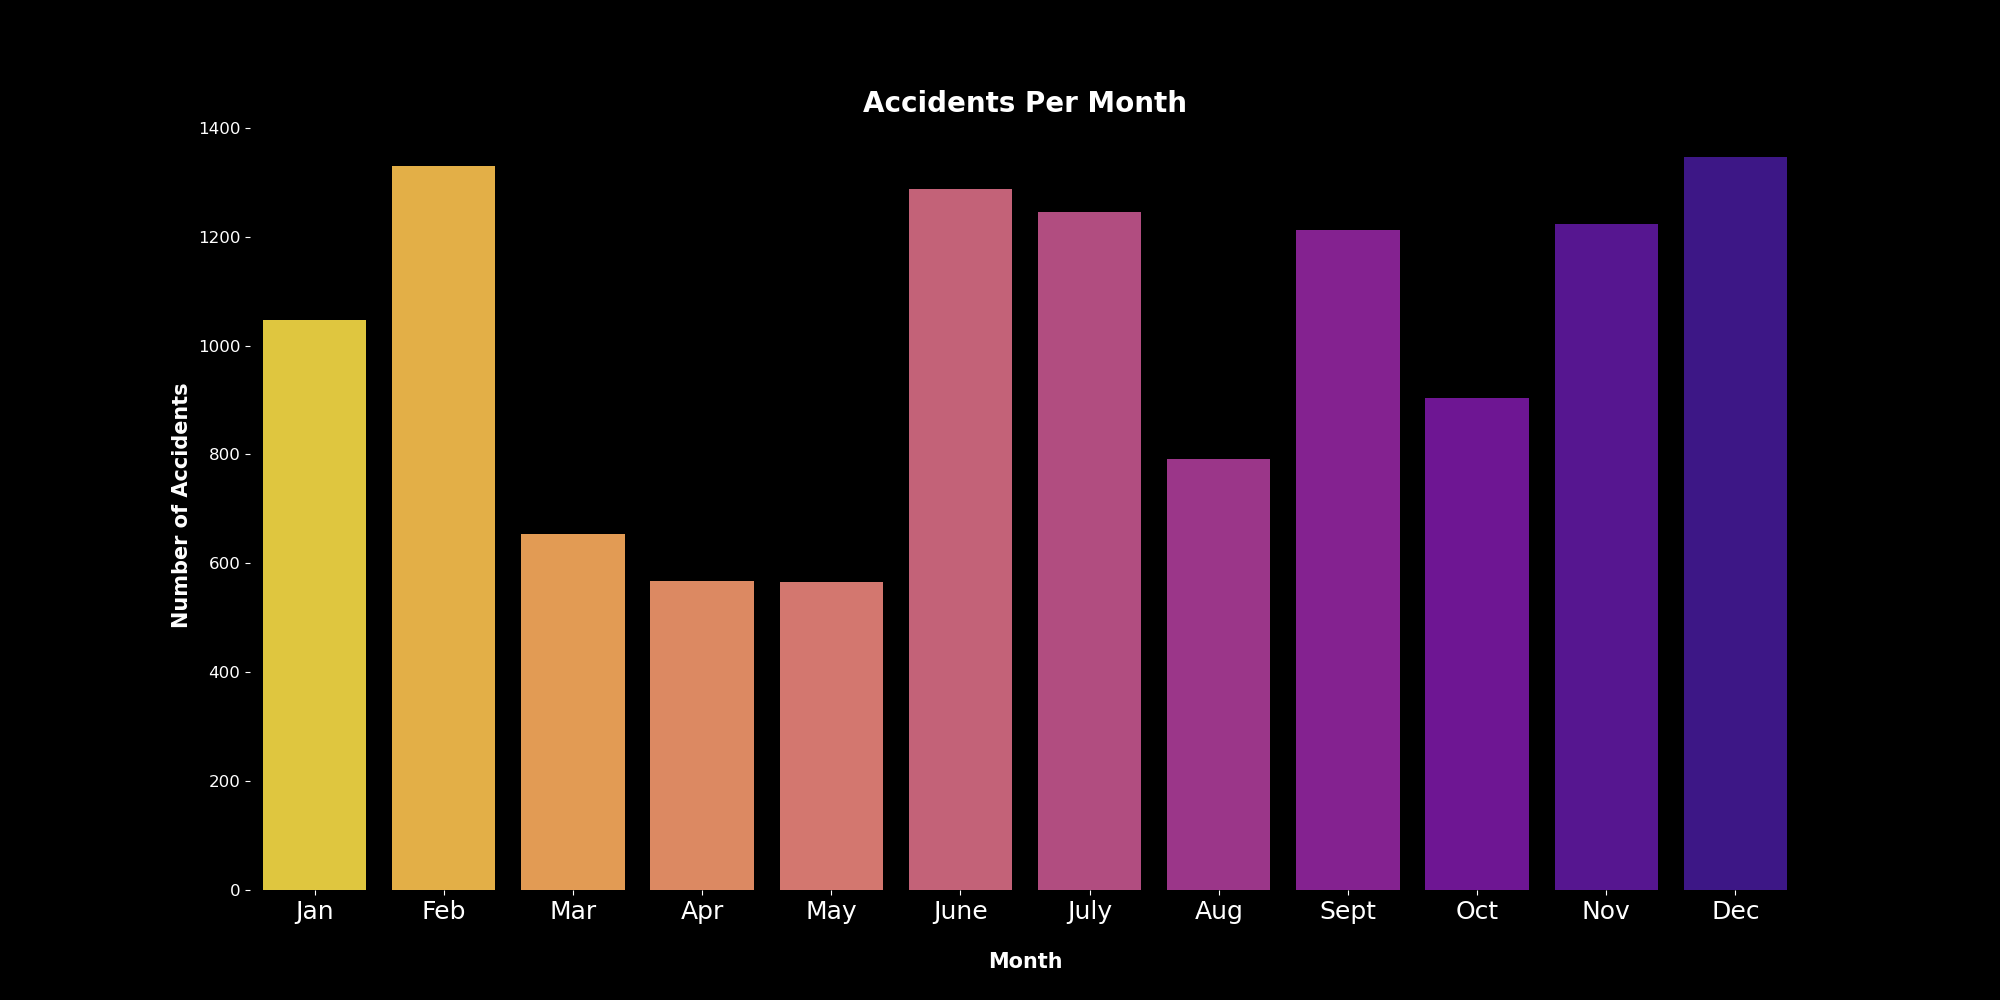 Accidents Per Month
1400
1200
1000
800
600
400
200
0
Number of Accidents
Jan Feb Mar Apr May June July Aug Sept Oct Nov Dec
Month